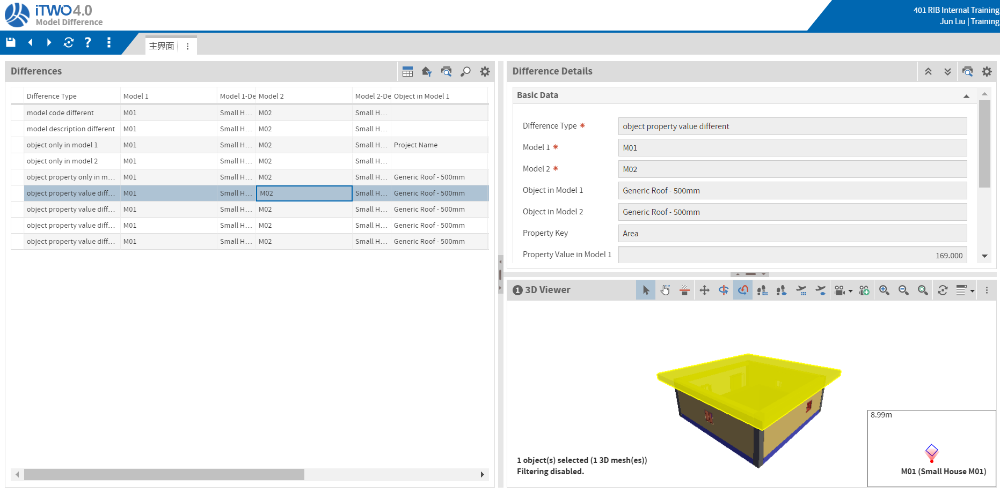 iTWO4.0
Model Difference
401 RIB Internal Training
Jun Liu | Training
主界面
Differences
Difference Type Model 1 Model 1-De Model 2 Model 2-De Object in Model 1
model code different M01 Small H... M02 Small H...
model description different M01 Small H... M02 Small H...
object only in model 1 M01 Small H... M02 Small H... Project Name
object only in model 2 M01 Small H... M02 Small H...
object property only in m... M01 Small H... M02 Small H... Generic Roof - 500mm
object property value diff... M01 Small H... M02 Small H... Generic Roof - 500mm
object property value diff... M01 Small H... M02 Small H... Generic Roof - 500mm
object property value diff... M01 Small H... M02 Small H... Generic Roof - 500mm
object property value diff... M01 Small H... M02 Small H... Generic Roof - 500mm
Difference Details
Basic Data
Difference Type * object property value different
Model 1 * M01
Model 2 * M02
Object in Model 1 Generic Roof - 500mm
Object in Model 2 Generic Roof - 500mm
Property Key Area
Property Value in Model 1 169.000
1 3D Viewer
8.99m
1 object(s) selected (1 3D mesh(es))
Filtering disabled.
M01 (Small House M01)